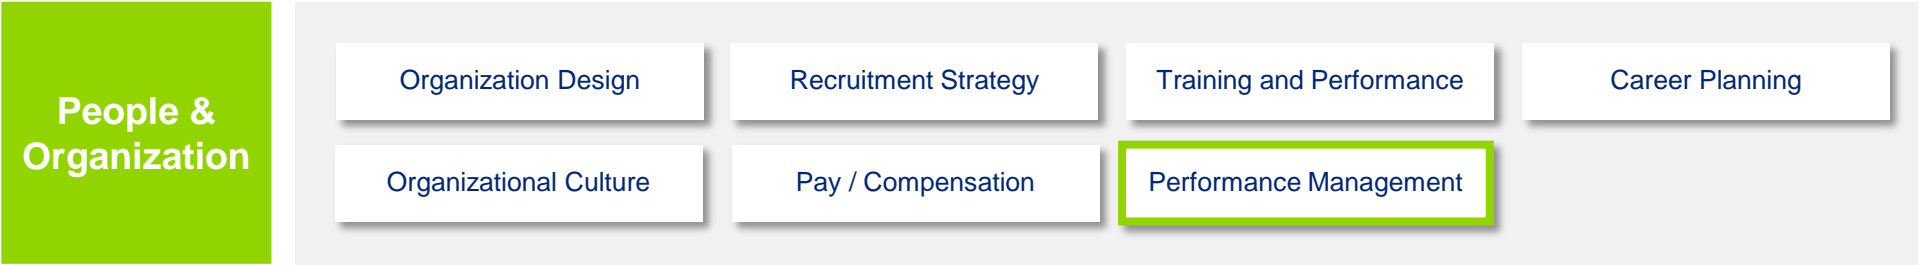 People &
Organization
Organization Design
Recruitment Strategy
Training and Performance
Career Planning
Organizational Culture
Pay / Compensation
Performance Management